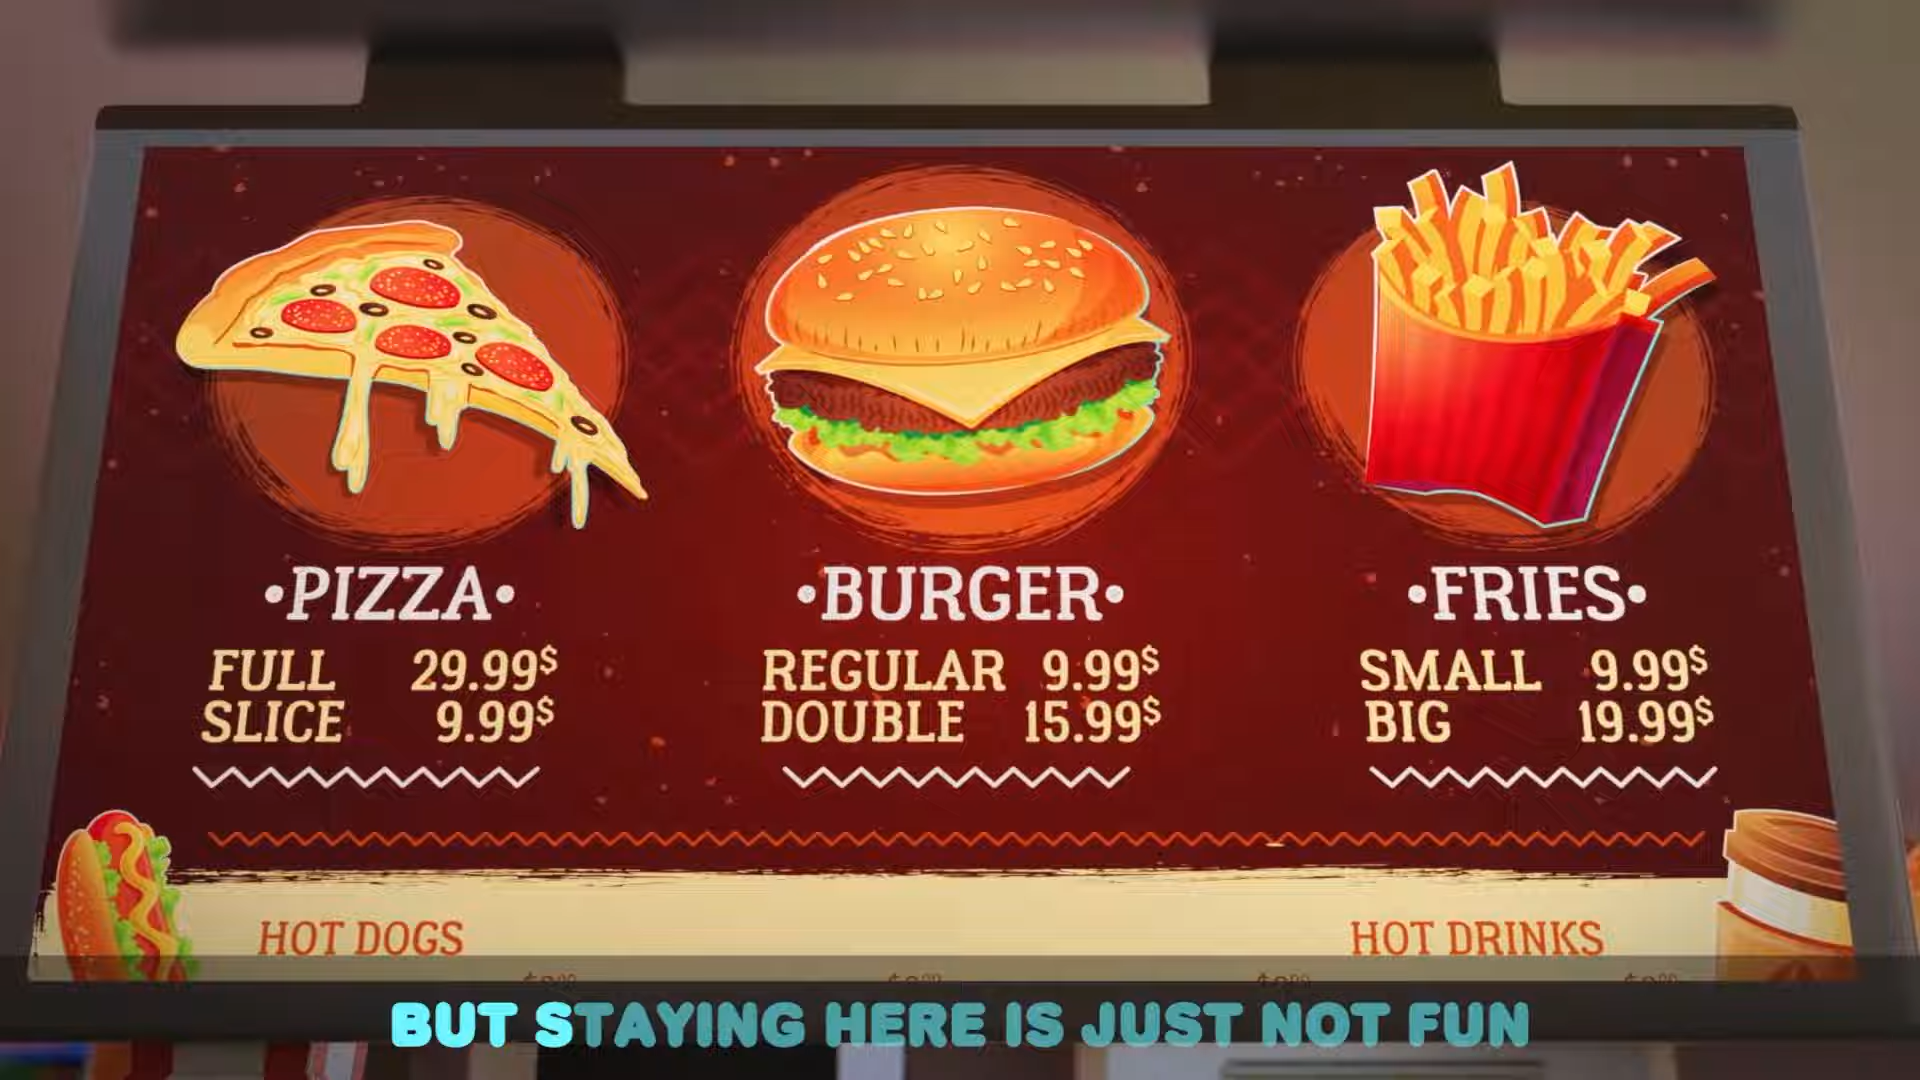 •PIZZA•
FULL 29.99$
SLICE 9.99$
•BURGER•
REGULAR 9.99$
DOUBLE 15.99$
•FRIES•
SMALL 9.99$
BIG 19.99$
HOT DOGS
HOT DRINKS
BUT STAYING HERE IS JUST NOT FUN